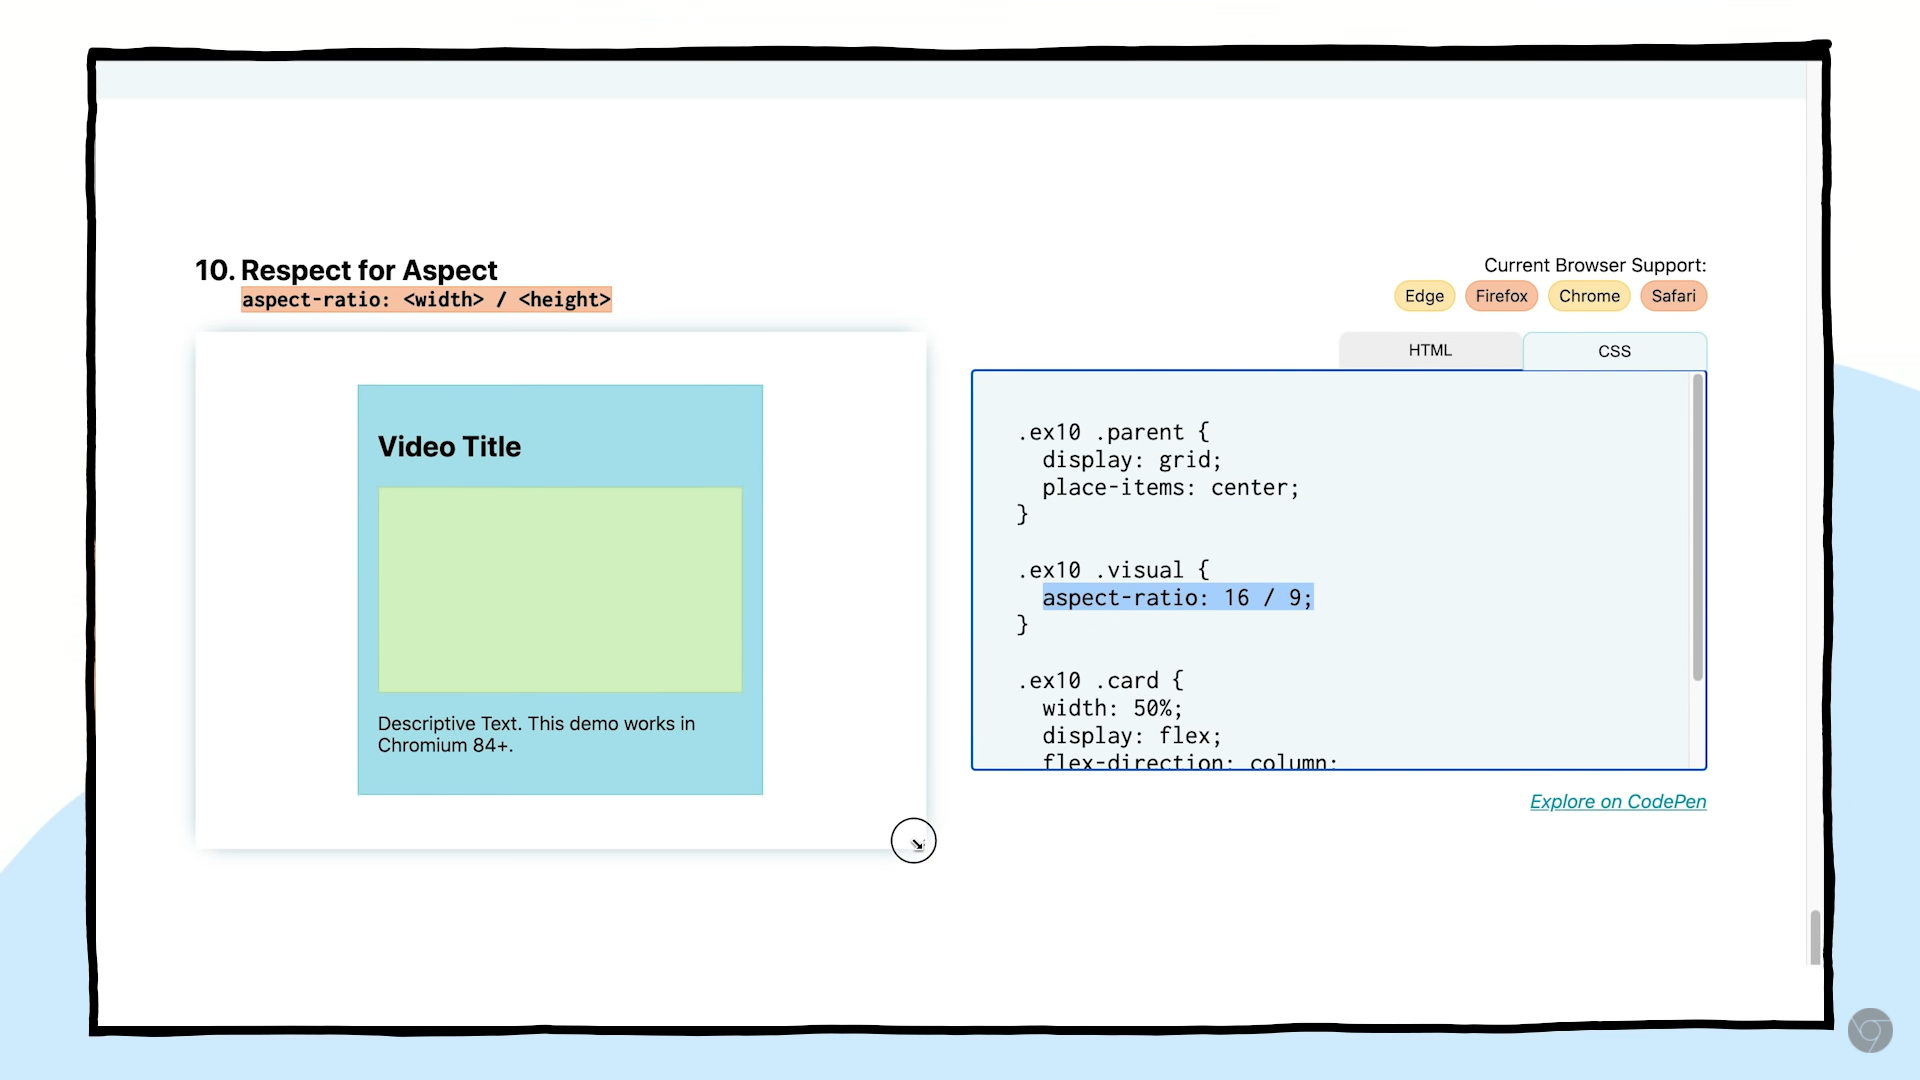 10. Respect for Aspect
aspect-ratio: <width> / <height>
Current Browser Support:
Edge Firefox Chrome Safari
HTML CSS
Video Title
Descriptive Text. This demo works in
Chromium 84+.
.ex10 .parent {
display: grid;
place-items: center;
}
.ex10 .visual {
aspect-ratio: 16 / 9;
}
.ex10 .card {
width: 50%;
display: flex;
flex-direction: column;
Explore on CodePen